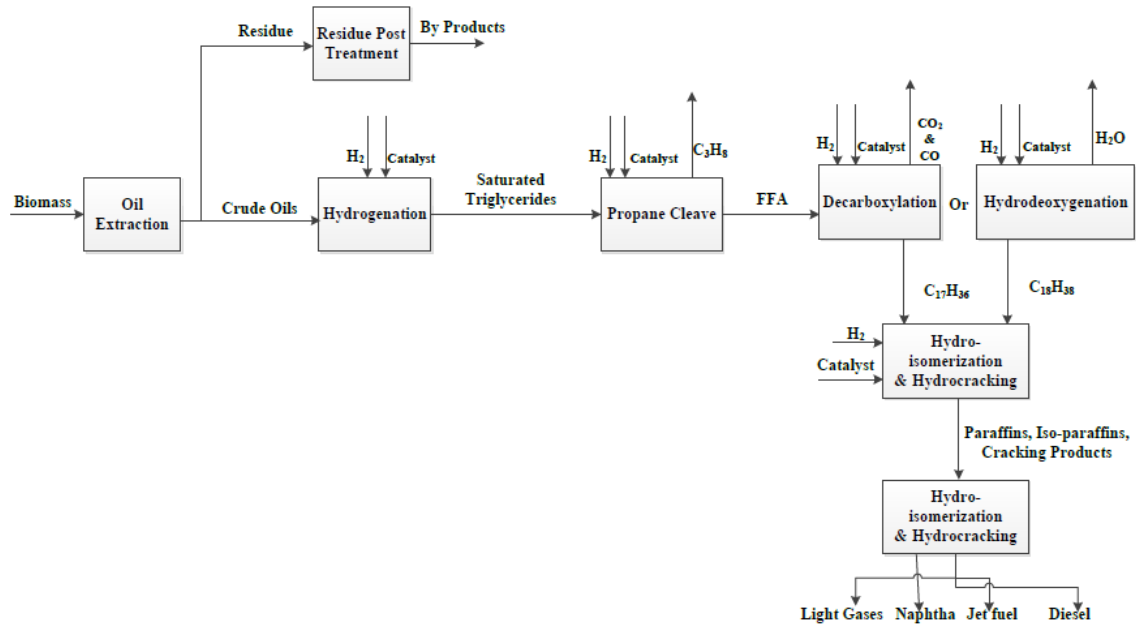 Residue
Residue Post
Treatment
By Products
Biomass
Oil
Extraction
Crude Oils
H₂
Catalyst
Hydrogenation
Saturated
Triglycerides
H₂
Catalyst
C₃H₈
Propane Cleave
FFA
H₂
Catalyst
CO₂
&
CO
Decarboxylation
Or
H₂
Catalyst
H₂O
Hydrodeoxygenation
C₁₇H₃₆
C₁₈H₃₈
H₂
Catalyst
Hydro-
isomerization
& Hydrocracking
Paraffins, Iso-paraffins,
Cracking Products
Hydro-
isomerization
& Hydrocracking
Light Gases
Naphtha
Jet fuel
Diesel